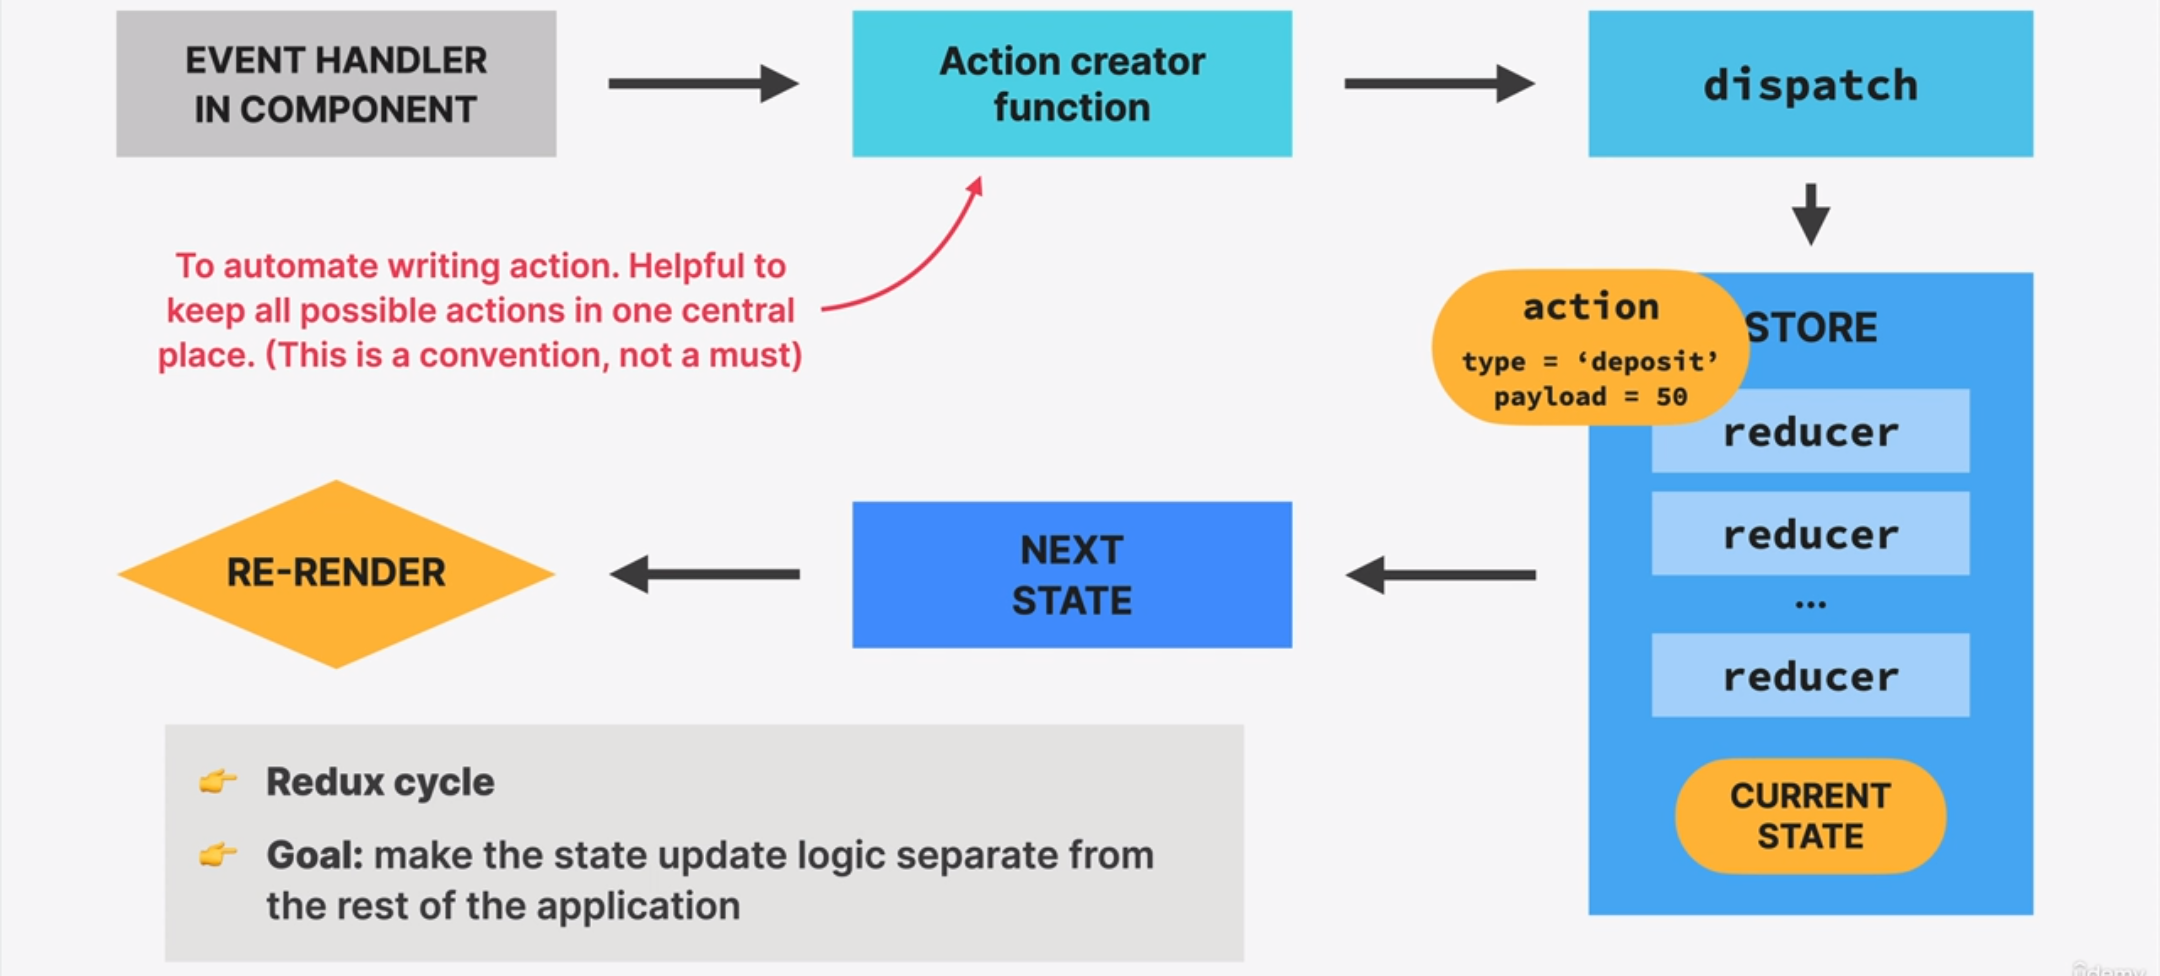 EVENT HANDLER
IN COMPONENT
Action creator
function
dispatch
To automate writing action. Helpful to
keep all possible actions in one central
place. (This is a convention, not a must)
action
type = ‘deposit’
payload = 50
STORE
reducer
reducer
...
reducer
CURRENT
STATE
NEXT
STATE
RE-RENDER
Redux cycle
Goal: make the state update logic separate from
the rest of the application